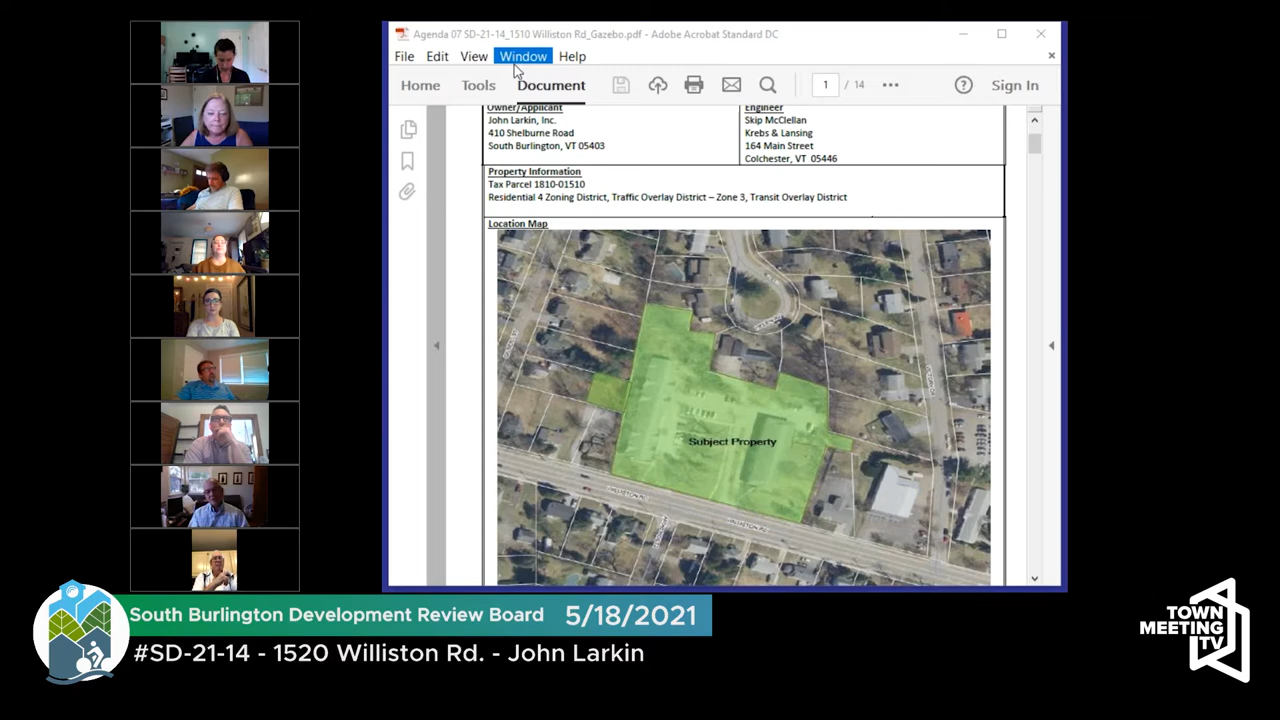 Agenda 07 SD-21-14_1510 Williston Rd_Gazebo.pdf - Adobe Acrobat Standard DC
File Edit View Window Help
Home Tools Document 1 / 14 Sign In
Owner/Applicant
John Larkin, Inc.
410 Shelburne Road
South Burlington, VT 05403
Engineer
Skip McClellan
Krebs & Lansing
164 Main Street
Colchester, VT 05446
Property Information
Tax Parcel 1810-01510
Residential 4 Zoning District, Traffic Overlay District – Zone 3, Transit Overlay District
Location Map
Subject Property
WILLISTON RD
WILLISTON RD
South Burlington Development Review Board 5/18/2021
#SD-21-14 - 1520 Williston Rd. - John Larkin
TOWN
MEETING
TV